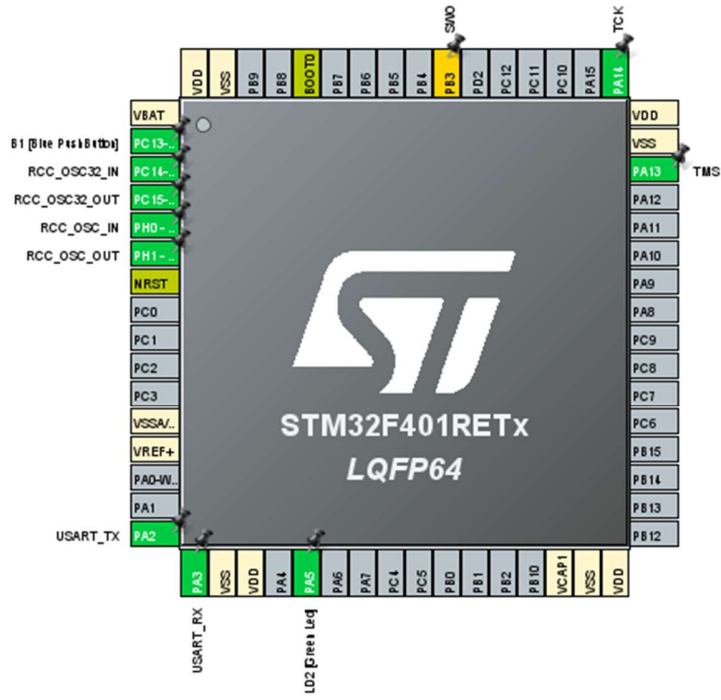 SWO
TCK
VDD
VSS
PB9
PB8
BOOT0
PB7
PB6
PB5
PB4
PB3
PD2
PC12
PC11
PC10
PA15
PA14
VBAT
B1 [Blue PushButton]
PC13-..
RCC_OSC32_IN
PC14-..
RCC_OSC32_OUT
PC15-..
RCC_OSC_IN
PH0 - ..
RCC_OSC_OUT
PH1 - ..
NRST
PC0
PC1
PC2
PC3
VSSA/..
VREF+
PA0-W..
PA1
USART_TX
PA2
ST
STM32F401RETx
LQFP64
VDD
VSS
PA13
TMS
PA12
PA11
PA10
PA9
PA8
PC9
PC8
PC7
PC6
PB15
PB14
PB13
PB12
PA3
VSS
VDD
PA4
PA5
PA6
PA7
PC4
PC5
PB0
PB1
PB2
PB10
VCAP1
VSS
VDD
USART_RX
LD2 [Green Led]